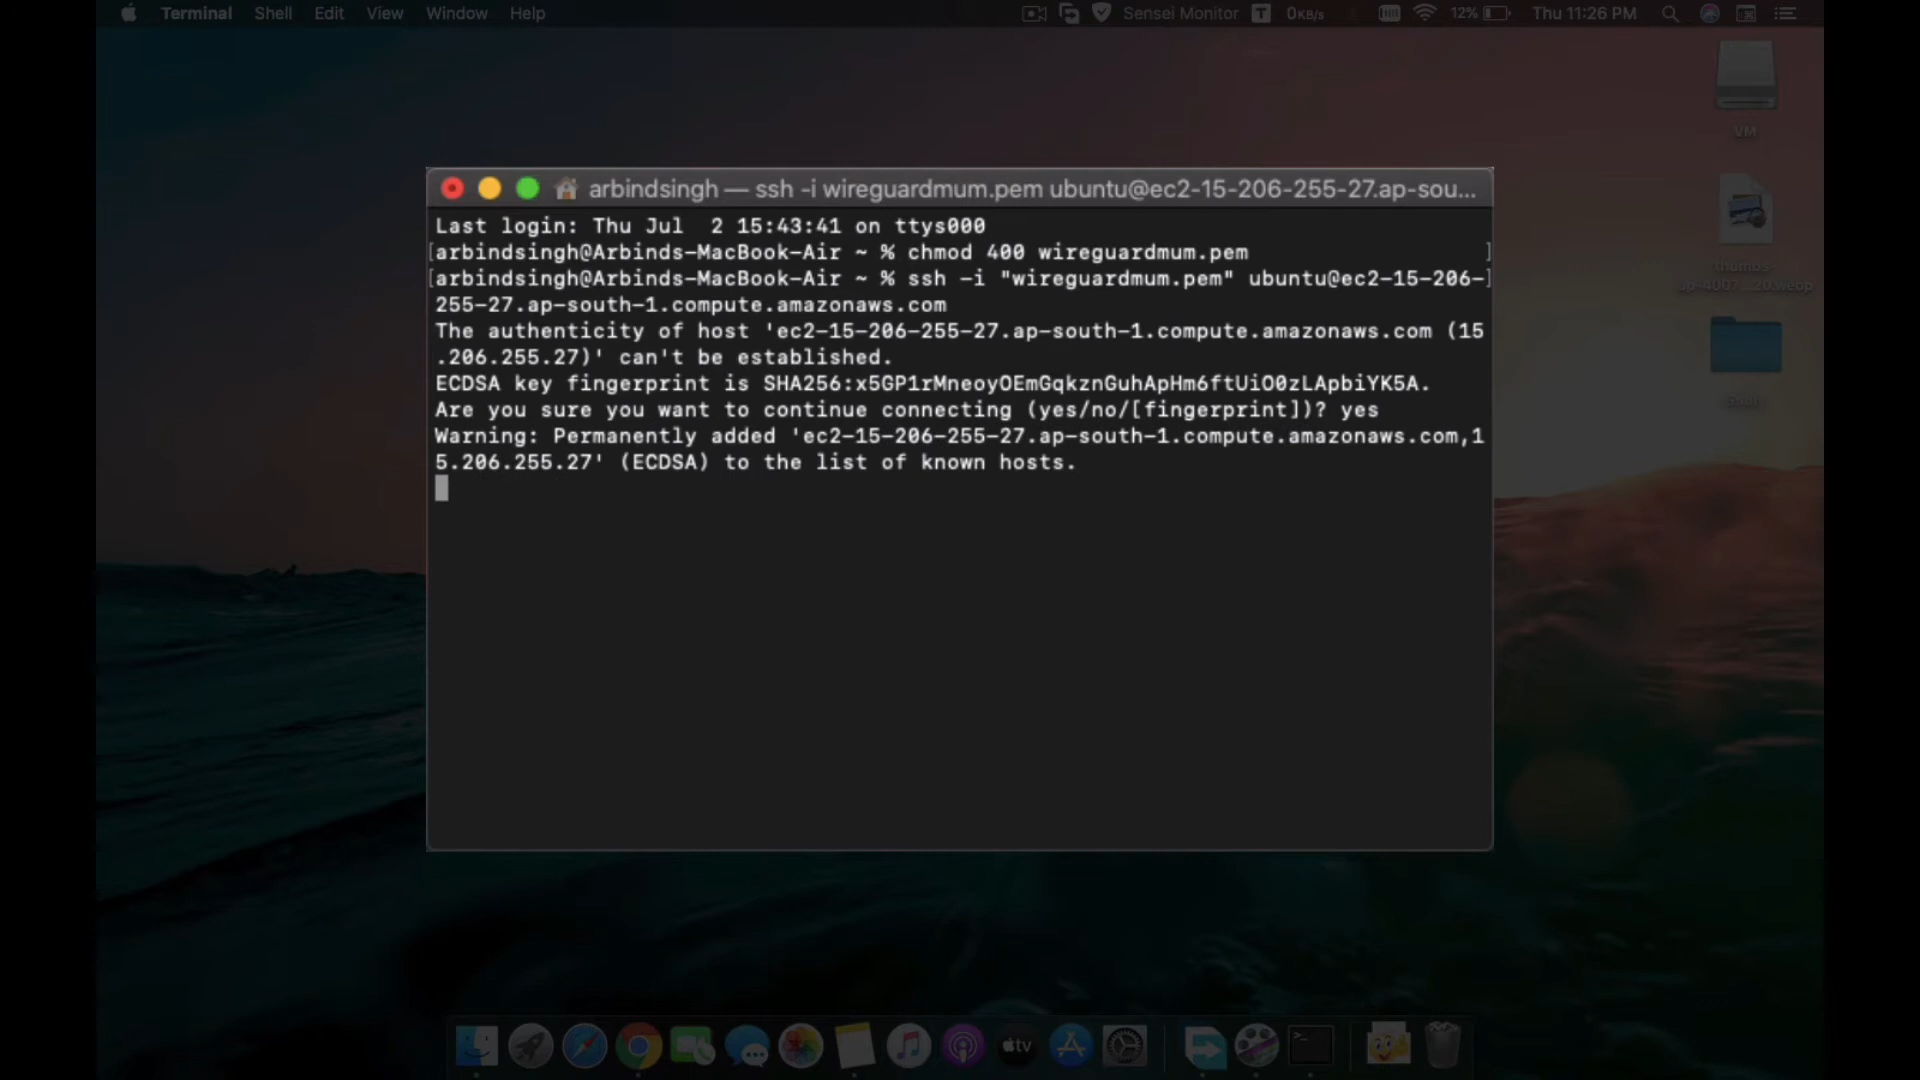 Terminal Shell Edit View Window Help
Sensei Monitor T 0KB/s 12% Thu 11:26 PM
VM
arbindsingh — ssh -i wireguardmum.pem ubuntu@ec2-15-206-255-27.ap-sou...
Last login: Thu Jul  2 15:43:41 on ttys000
[arbindsingh@Arbinds-MacBook-Air ~ % chmod 400 wireguardmum.pem ]
[arbindsingh@Arbinds-MacBook-Air ~ % ssh -i "wireguardmum.pem" ubuntu@ec2-15-206-]
255-27.ap-south-1.compute.amazonaws.com
The authenticity of host 'ec2-15-206-255-27.ap-south-1.compute.amazonaws.com (15
.206.255.27)' can't be established.
ECDSA key fingerprint is SHA256:x5GP1rMneoyOEmGqkznGuhApHm6ftUiO0zLApbiYK5A.
Are you sure you want to continue connecting (yes/no/[fingerprint])? yes
Warning: Permanently added 'ec2-15-206-255-27.ap-south-1.compute.amazonaws.com,1
5.206.255.27' (ECDSA) to the list of known hosts.
tv